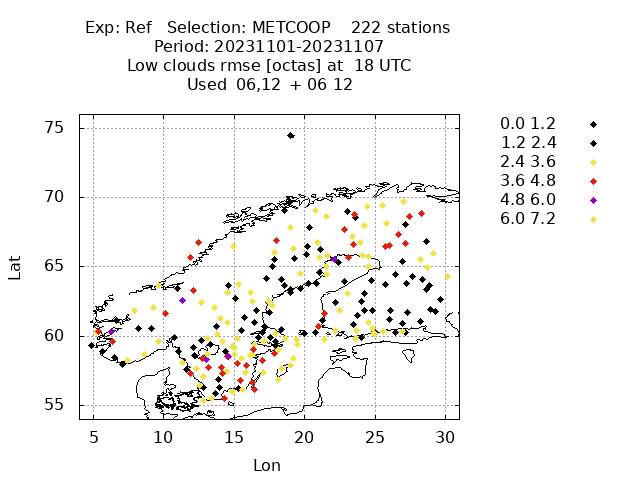 Exp: Ref   Selection: METCOOP    222 stations
Period: 20231101-20231107
Low clouds rmse [octas] at  18 UTC
Used  06,12  + 06 12
75
70
65
60
55
5 10 15 20 25 30
Lat
Lon
0.0 1.2
1.2 2.4
2.4 3.6
3.6 4.8
4.8 6.0
6.0 7.2